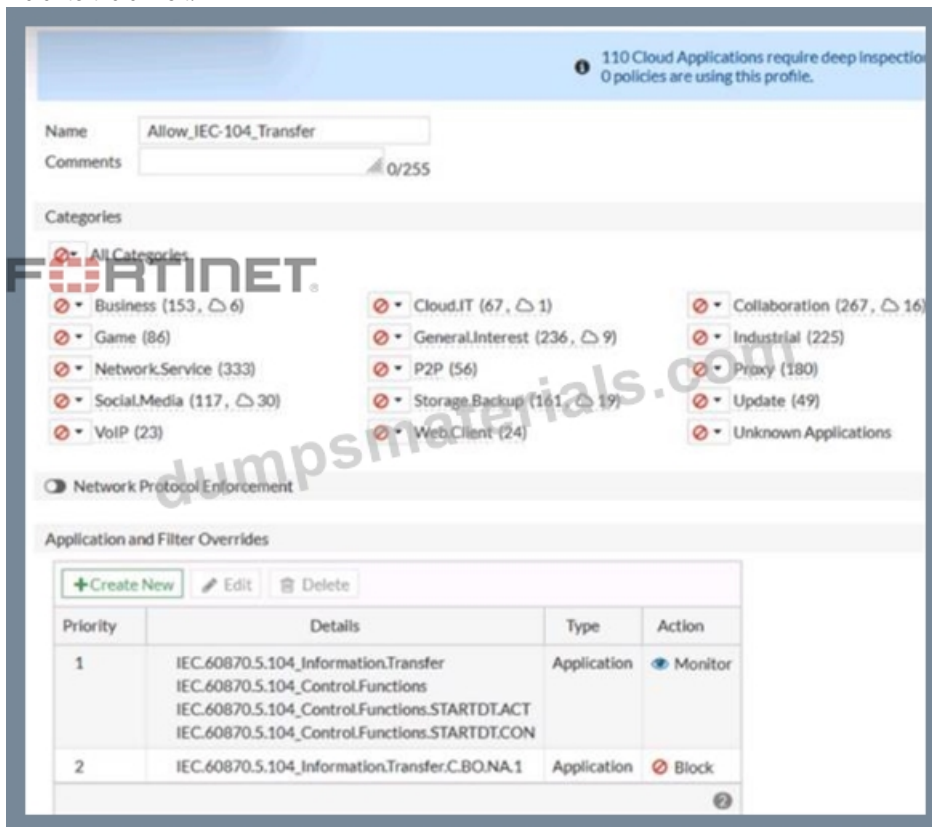 110 Cloud Applications require deep inspection
0 policies are using this profile.
Name Allow_IEC-104_Transfer
Comments 0/255
Categories
All Categories
FORTINET
Business (153, 6) Cloud.IT (67, 1) Collaboration (267, 16)
Game (86) General.Interest (236, 9) Industrial (225)
Network.Service (333) P2P (56) Proxy (180)
Social.Media (117, 30) Storage.Backup (161, 19) Update (49)
VoIP (23) Web.Client (24) Unknown Applications
dumpsmaterials.com
Network Protocol Enforcement
Application and Filter Overrides
+Create New Edit Delete
Priority Details Type Action
1 IEC.60870.5.104_Information.Transfer Application Monitor
IEC.60870.5.104_Control.Functions
IEC.60870.5.104_Control.Functions.STARTDT.ACT
IEC.60870.5.104_Control.Functions.STARTDT.CON
2 IEC.60870.5.104_Information.Transfer.C.BO.NA.1 Application Block
2